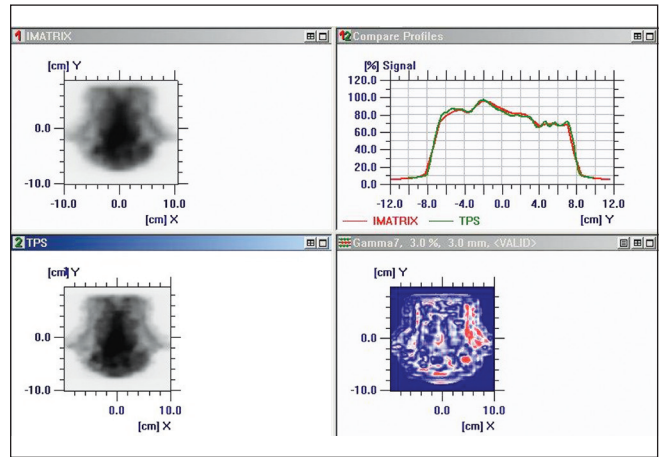 1 IMATRIX
[cm] Y
0.0
-10.0
-10.0 0.0 10.0
[cm] X
12 Compare Profiles
[%] Signal
120.0
100.0
80.0
60.0
40.0
20.0
0.0
-12.0 -8.0 -4.0 0.0 4.0 8.0 12.0
[cm] Y
IMATRIX TPS
2 TPS
[cm] Y
0.0
-10.0
0.0 10.0
[cm] X
Gamma7, 3.0 %, 3.0 mm, <VALID>
[cm] Y
0.0
-10.0
0.0 10.0
[cm] X